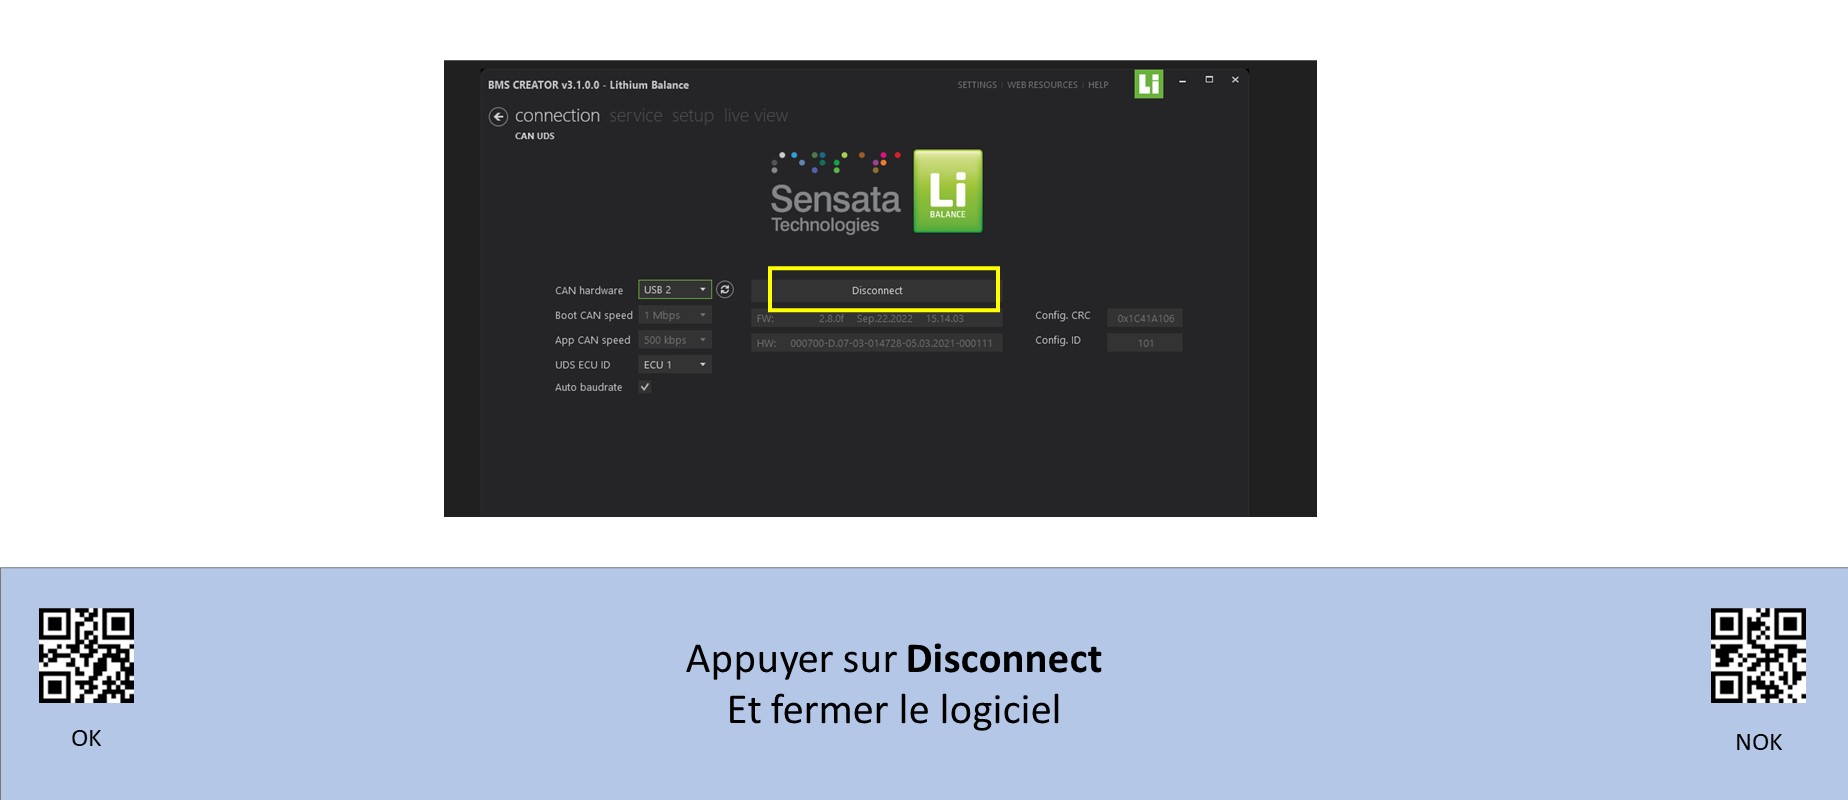 BMS CREATOR v3.1.0.0 - Lithium Balance
SETTINGS | WEB RESOURCES | HELP
Li
connection service setup live view
CAN UDS
Sensata
Technologies
Li
BALANCE
CAN hardware USB 2
Disconnect
Boot CAN speed 1 Mbps
FW: 2.8.0f Sep.22.2022 15.14.03
Config. CRC 0x1C41A106
App CAN speed 500 kbps
HW: 000700-D.07-03-014728-05.03.2021-000111
Config. ID 101
UDS ECU ID ECU 1
Auto baudrate
Appuyer sur Disconnect
Et fermer le logiciel
OK
NOK